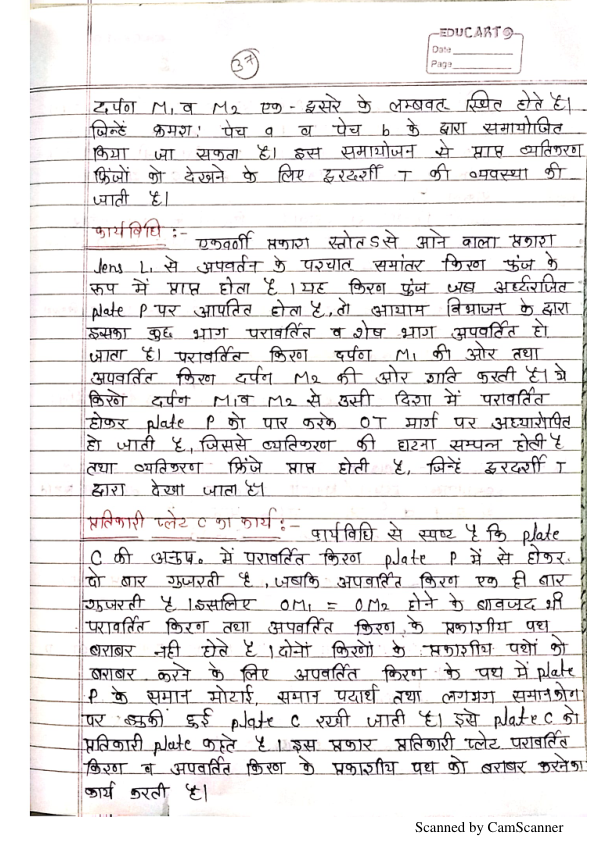 37
EDUCART
Date
Page
दर्पण M₁ व M2 एक - दूसरे के लम्बवत स्थित होते है।
जिन्हें क्रमश: पेच a व पेच b के द्वारा समायोजित
किया जा सकता है। इस समायोजन से प्राप्त व्यतिकरण
फ्रिंजों को देखने के लिए दूरदर्शी T की व्यवस्था की
जाती है।
कार्यविधि :-
एकवर्णी प्रकाश स्तोत S से आने वाला प्रकाश
lens L₁ से अपवर्तन के पश्चात समांतर किरण पुंज के
रूप में प्राप्त होता है । यह किरण पुंज जब अर्ध्दरजित
plate P पर आपतित होता है, तो आयाम विभाजन के द्वारा
इसका कुछ भाग परावर्तित व शेष भाग अपवर्तित हो
जाता है। परावर्तित किरण दर्पण M₁ की ओर तथा
अपवर्तित किरण दर्पण M2 की ओर गति करती है। ये
किरणे दर्पण M₁ व M2 से उसी दिशा में परावर्तित
होकर plate P को पार करके OT मार्ग पर अध्यारोपित
हो जाती है, जिससे व्यतिकरण की घटना सम्पन्न होती है
तथा व्यतिकरण फ्रिंजे प्राप्त होती है, जिन्हें दूरदर्शी T
द्वारा देखा जाता है।
प्रतिकारी प्लेट C का कार्य :-
कार्यविधि से स्पष्ट है कि plate
C की अनुप॰ में परावर्तित किरण plate P में से होकर
दो बार गुजरती है , जबकि अपवर्तित किरण एक ही बार
गुजरती है । इसलिए OM₁ = OM2 होने के बावजूद भी
परावर्तित किरण तथा अपवर्तित किरण के प्रकाशीय पथ
बराबर नही होते है । दोनों किरणों के प्रकाशीय पथों को
बराबर करने के लिए अपवर्तित किरण के पथ में plate
P के समान मोटाई, समान पदार्थ तथा लगभग समानकोण
पर झुकी हुई plate C रखी जाती है। इसे plate C को
प्रतिकारी plate कहते है । इस प्रकार प्रतिकारी प्लेट परावर्तित
किरण व अपवर्तित किरण के प्रकाशीय पथ को बराबर करनेका
कार्य करती है।
Scanned by CamScanner